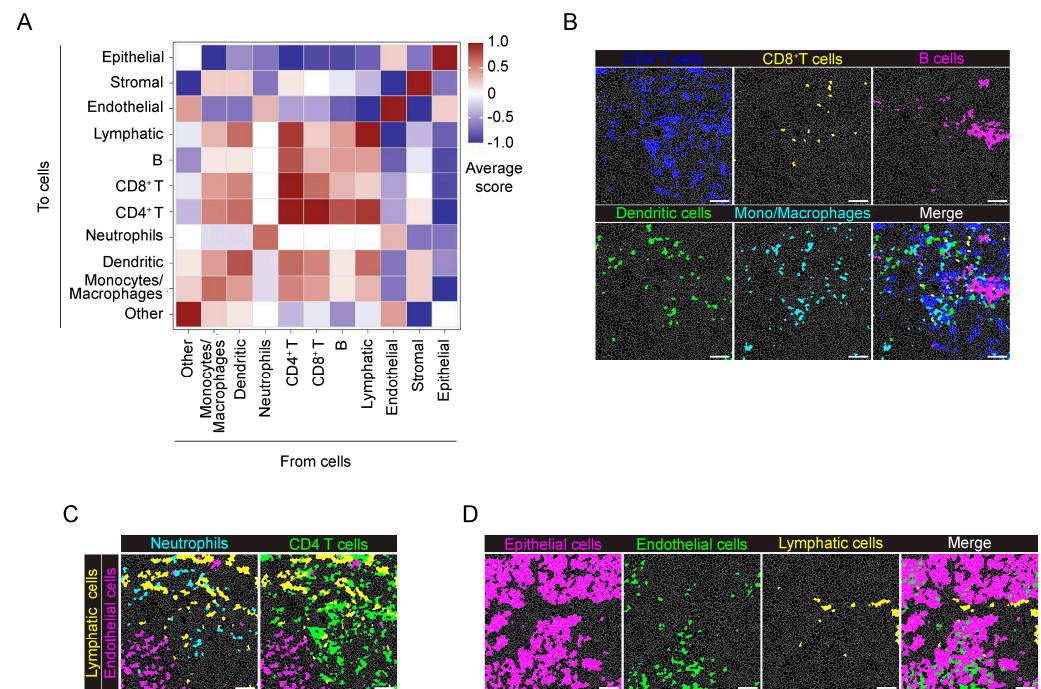 A
To cells
Epithelial
Stromal
Endothelial
Lymphatic
B
CD8⁺ T
CD4⁺ T
Neutrophils
Dendritic
Monocytes/
Macrophages
Other
1.0
0.5
0
-0.5
-1.0
Average
score
Other
Monocytes/
Macrophages
Dendritic
Neutrophils
CD4⁺ T
CD8⁺ T
B
Lymphatic
Endothelial
Stromal
Epithelial
From cells
B
CD4⁺T cells
CD8⁺T cells
B cells
Dendritic cells
Mono/Macrophages
Merge
C
Neutrophils
CD4 T cells
Lymphatic cells
Endothelial cells
D
Epithelial cells
Endothelial cells
Lymphatic cells
Merge